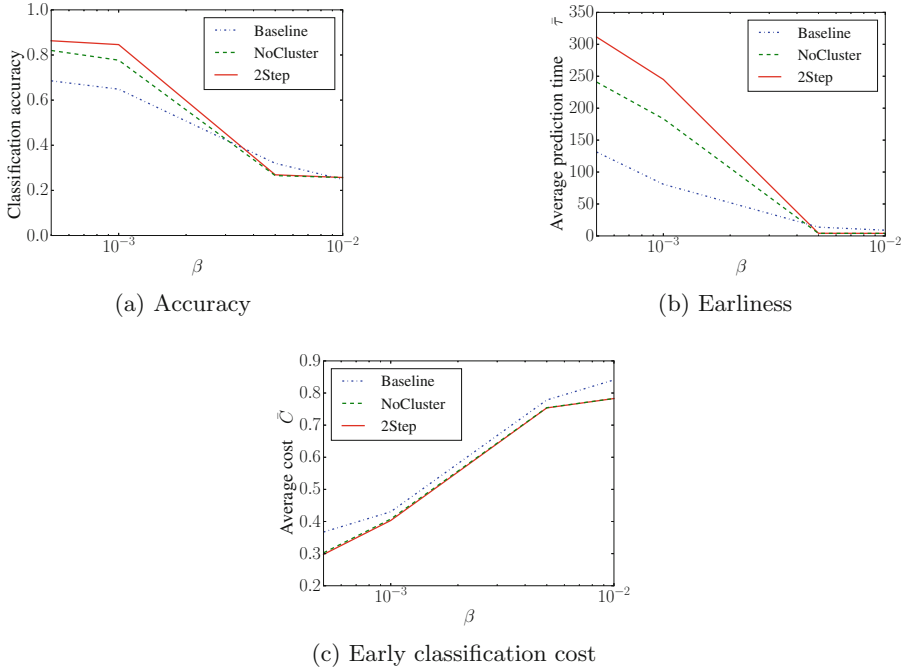 1.0
0.8
0.6
0.4
0.2
0.0
Classification accuracy
Baseline
NoCluster
2Step
10⁻³
10⁻²
β
(a) Accuracy
τ̄
350
300
250
200
150
100
50
0
Average prediction time
Baseline
NoCluster
2Step
10⁻³
10⁻²
β
(b) Earliness
0.9
0.8
0.7
0.6
0.5
0.4
0.3
0.2
Average cost C̄
Baseline
NoCluster
2Step
10⁻³
10⁻²
β
(c) Early classification cost